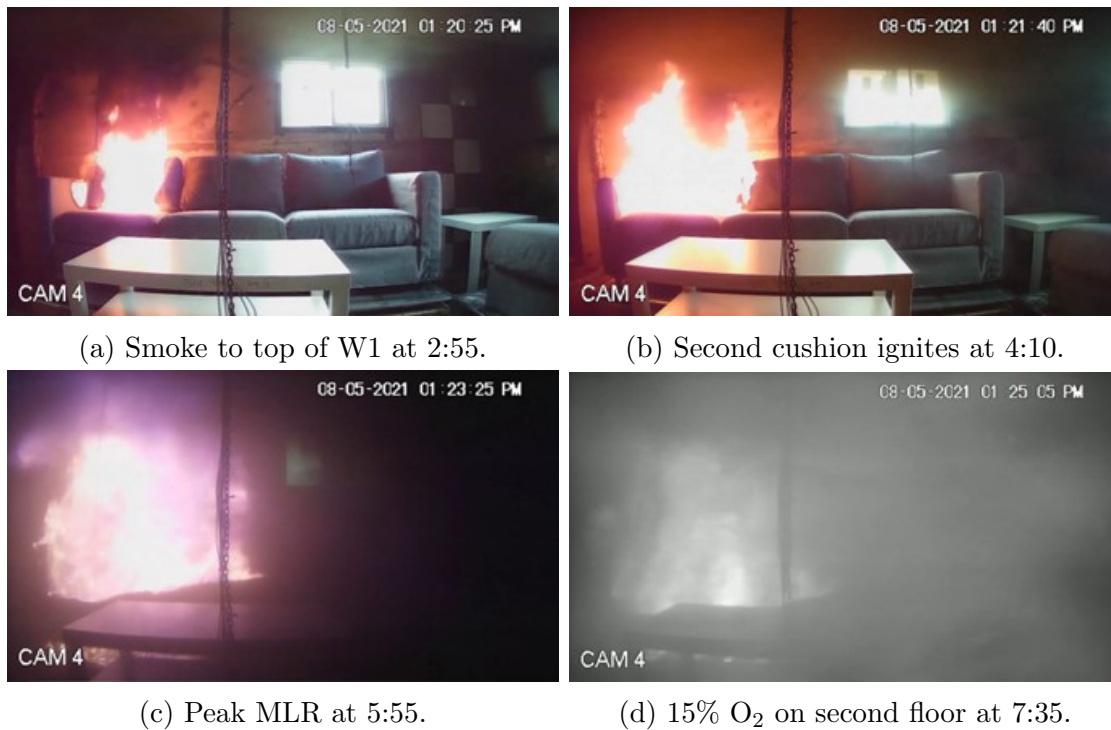 08-05-2021 01:20:25 PM
CAM 4
08-05-2021 01:21:40 PM
CAM 4
(a) Smoke to top of W1 at 2:55.
(b) Second cushion ignites at 4:10.
08-05-2021 01:23:25 PM
CAM 4
08-05-2021 01 25 05 PM
CAM 4
(c) Peak MLR at 5:55.
(d) 15% O₂ on second floor at 7:35.